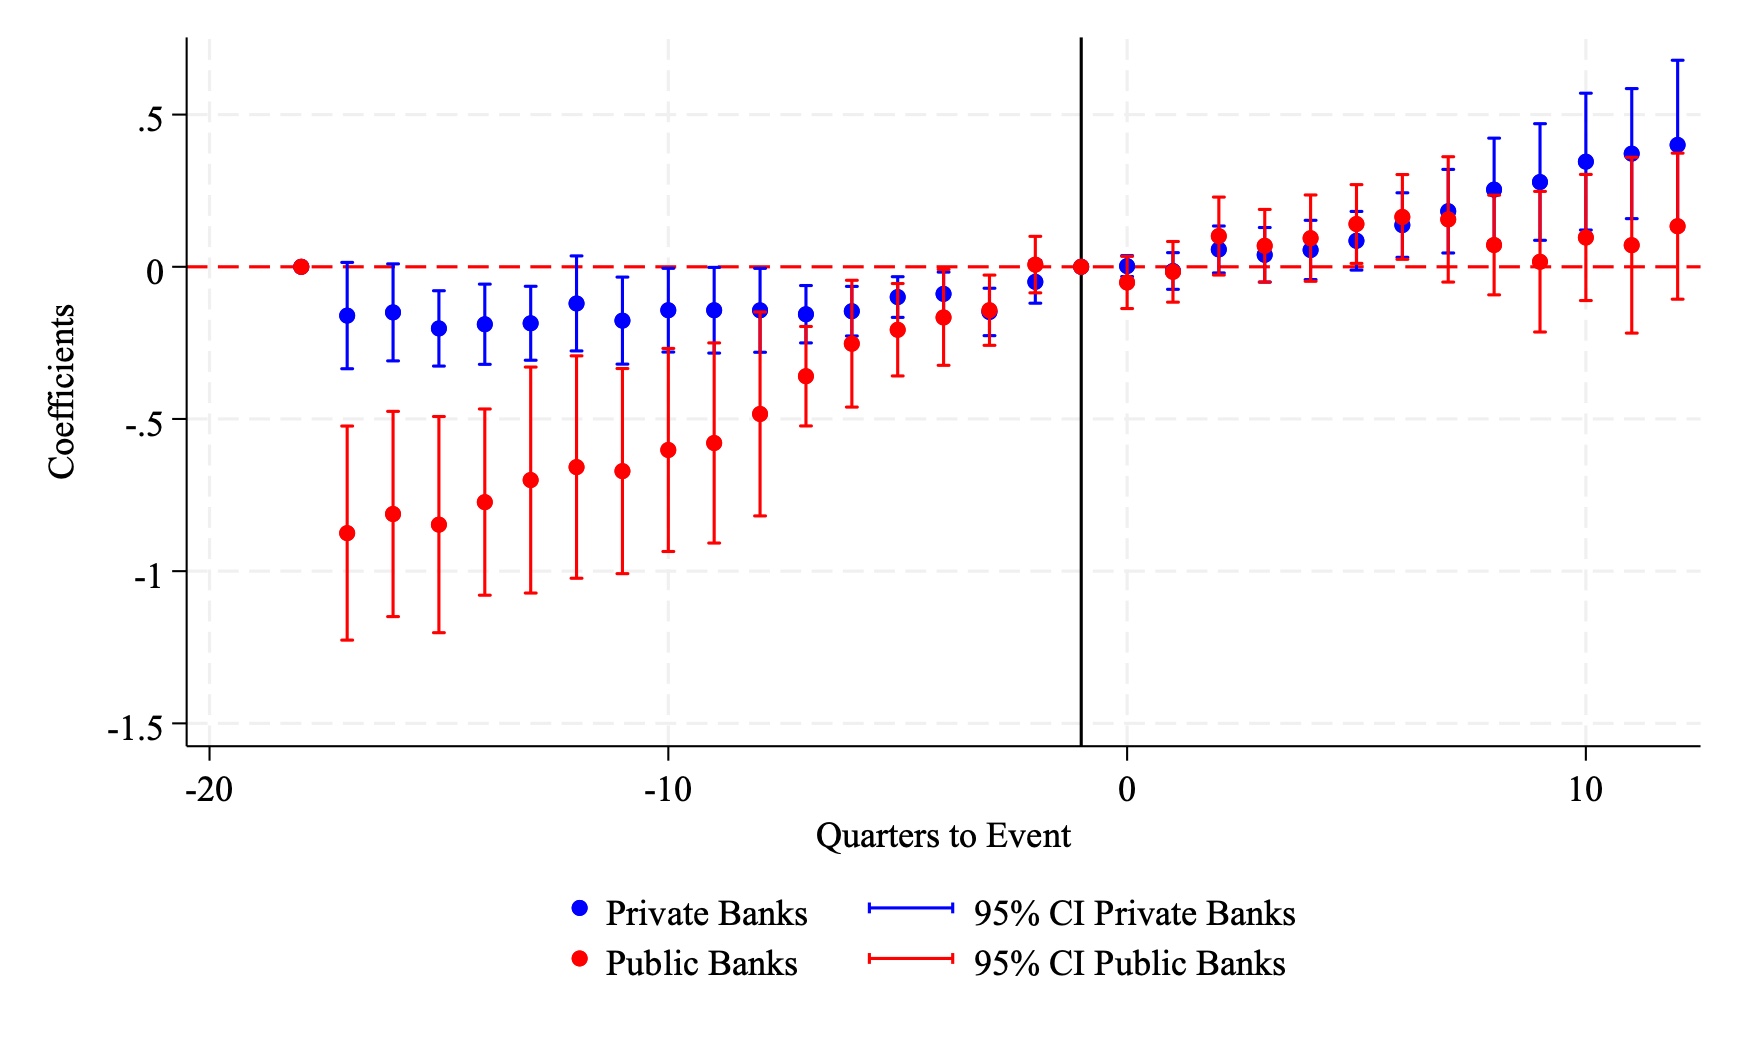 .5
0
-.5
-1
-1.5
Coefficients
-20 -10 0 10
Quarters to Event
Private Banks 95% CI Private Banks
Public Banks 95% CI Public Banks